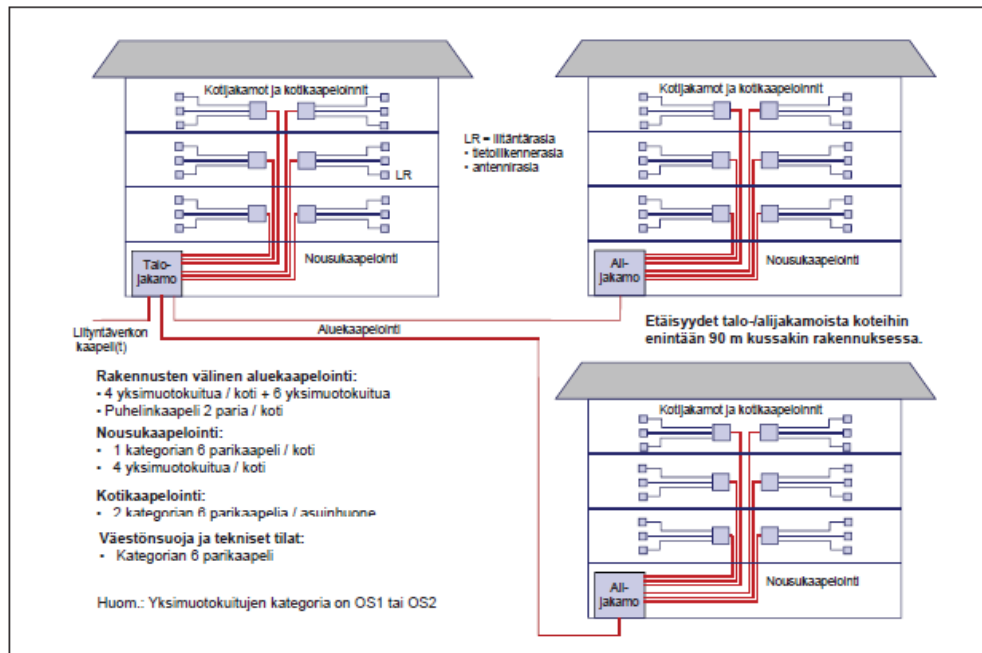 Kotijakamot ja kotikaapeloinnit
LR = liitäntärasia
• tietoliikennerasia
• antennirasia
LR
Nousukaapelointi
Talo-
jakamo
Liityntäverkon
kaapeli(t)
Aluekaapelointi
Kotijakamot ja kotikaapeloinnit
Nousukaapelointi
Ali-
jakamo
Etäisyydet talo-/alijakamoista koteihin
enintään 90 m kussakin rakennuksessa.
Rakennusten välinen aluekaapelointi:
• 4 yksimuotokuitua / koti + 6 yksimuotokuitua
• Puhelinkaapeli 2 paria / koti
Nousukaapelointi:
• 1 kategorian 6 parikaapeli / koti
• 4 yksimuotokuitua / koti
Kotikaapelointi:
• 2 kategorian 6 parikaapelia / asuinhuone
Väestönsuoja ja tekniset tilat:
• Kategorian 6 parikaapeli
Huom.: Yksimuotokuitujen kategoria on OS1 tai OS2
Kotijakamot ja kotikaapeloinnit
Nousukaapelointi
Ali-
jakamo